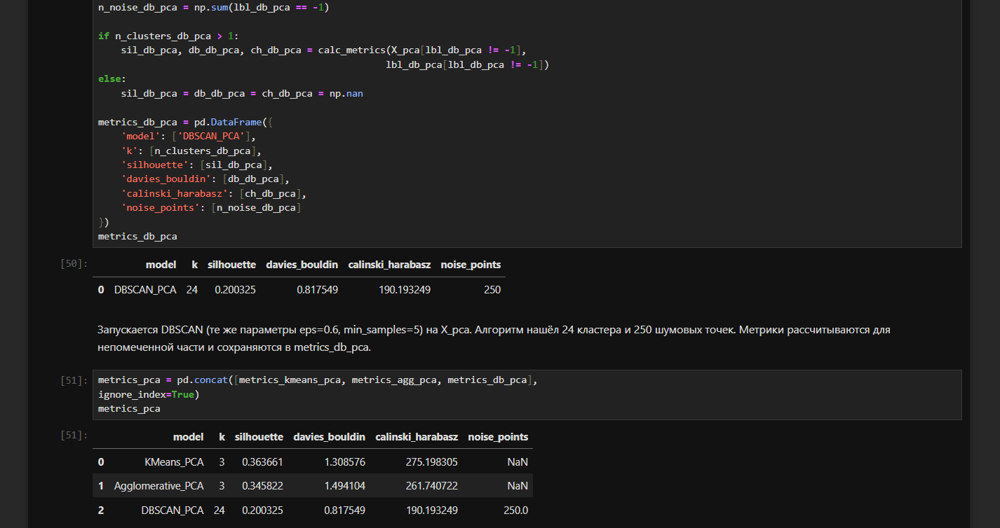 n_noise_db_pca = np.sum(lbl_db_pca == -1)
if n_clusters_db_pca > 1:
    sil_db_pca, db_db_pca, ch_db_pca = calc_metrics(X_pca[lbl_db_pca != -1],
                                                   lbl_db_pca[lbl_db_pca != -1])
else:
    sil_db_pca = db_db_pca = ch_db_pca = np.nan
metrics_db_pca = pd.DataFrame({
    'model': ['DBSCAN_PCA'],
    'k': [n_clusters_db_pca],
    'silhouette': [sil_db_pca],
    'davies_bouldin': [db_db_pca],
    'calinski_harabasz': [ch_db_pca],
    'noise_points': [n_noise_db_pca]
})
metrics_db_pca
[50]: model k silhouette davies_bouldin calinski_harabasz noise_points
0 DBSCAN_PCA 24 0.200325 0.817549 190.193249 250
Запускается DBSCAN (те же параметры eps=0.6, min_samples=5) на X_pca. Алгоритм нашёл 24 кластера и 250 шумовых точек. Метрики рассчитываются для
непомеченной части и сохраняются в metrics_db_pca.
[51]: metrics_pca = pd.concat([metrics_kmeans_pca, metrics_agg_pca, metrics_db_pca],
ignore_index=True)
metrics_pca
[51]: model k silhouette davies_bouldin calinski_harabasz noise_points
0 KMeans_PCA 3 0.363661 1.308576 275.198305 NaN
1 Agglomerative_PCA 3 0.345822 1.494104 261.740722 NaN
2 DBSCAN_PCA 24 0.200325 0.817549 190.193249 250.0